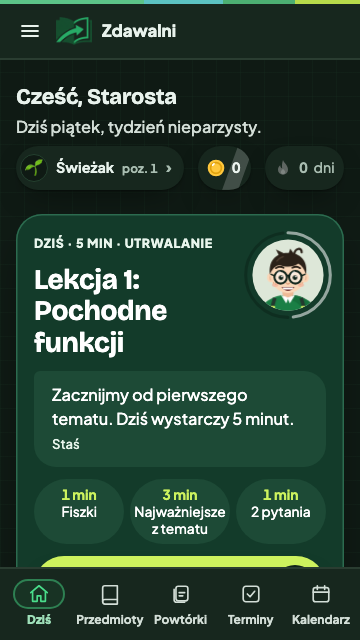 Zdawalni
Cześć, Starosta
Dziś piątek, tydzień nieparzysty.
Świeżak poz. 1 ›
0
0 dni
DZIŚ · 5 MIN · UTRWALANIE
Lekcja 1:
Pochodne
funkcji
Zacznijmy od pierwszego
tematu. Dziś wystarczy 5 minut.
Staś
1 min
Fiszki
3 min
Najważniejsze
z tematu
1 min
2 pytania
Dziś
Przedmioty
Powtórki
Terminy
Kalendarz